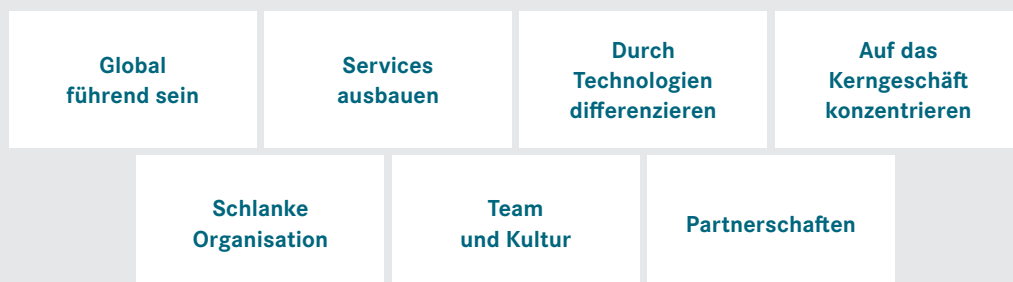 Global
führend sein
Services
ausbauen
Durch
Technologien
differenzieren
Auf das
Kerngeschäft
konzentrieren
Schlanke
Organisation
Team
und Kultur
Partnerschaften